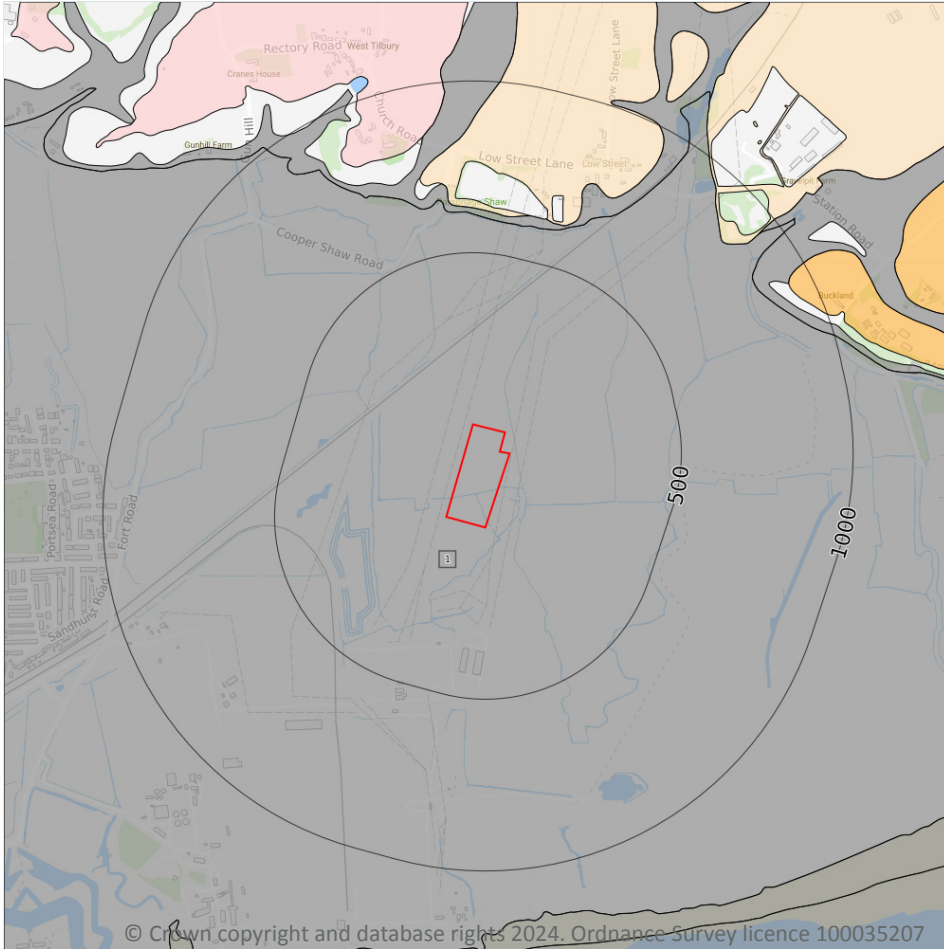 Low Street Lane
Rectory Road
West Tilbury
Cranes House
Church Road
Gun Hill
Gunhill Farm
Low Street Lane
Low Street
Gravelpit Farm
Shaw
Station Road
Cooper Shaw Road
Buckland
500
Portsea Road
Fort Road
1000
1
Sandhurst Road
© Crown copyright and database rights 2024. Ordnance Survey licence 100035207